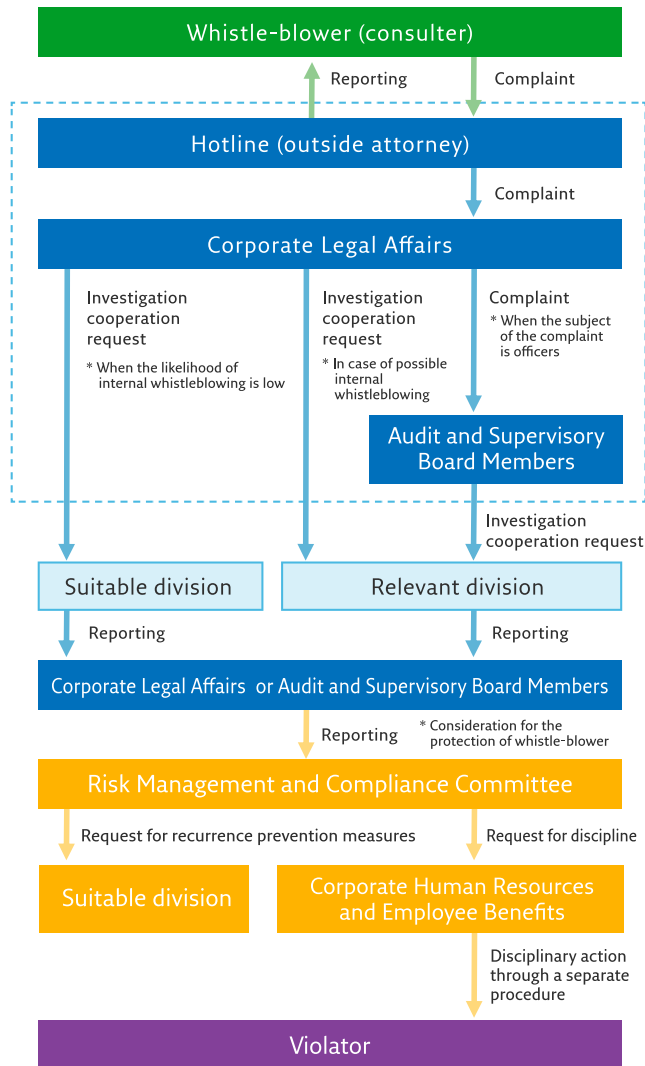 Whistle-blower (consulter)
Reporting
Complaint
Hotline (outside attorney)
Complaint
Corporate Legal Affairs
Investigation
cooperation
request
* When the likelihood of
internal whistleblowing is low
Investigation
cooperation
request
* In case of possible
internal
whistleblowing
Complaint
* When the subject
of the complaint
is officers
Audit and Supervisory
Board Members
Investigation
cooperation request
Suitable division
Relevant division
Reporting
Reporting
Corporate Legal Affairs or Audit and Supervisory Board Members
Reporting
* Consideration for the
protection of whistle-blower
Risk Management and Compliance Committee
Request for recurrence prevention measures
Request for discipline
Suitable division
Corporate Human Resources
and Employee Benefits
Disciplinary action
through a separate
procedure
Violator